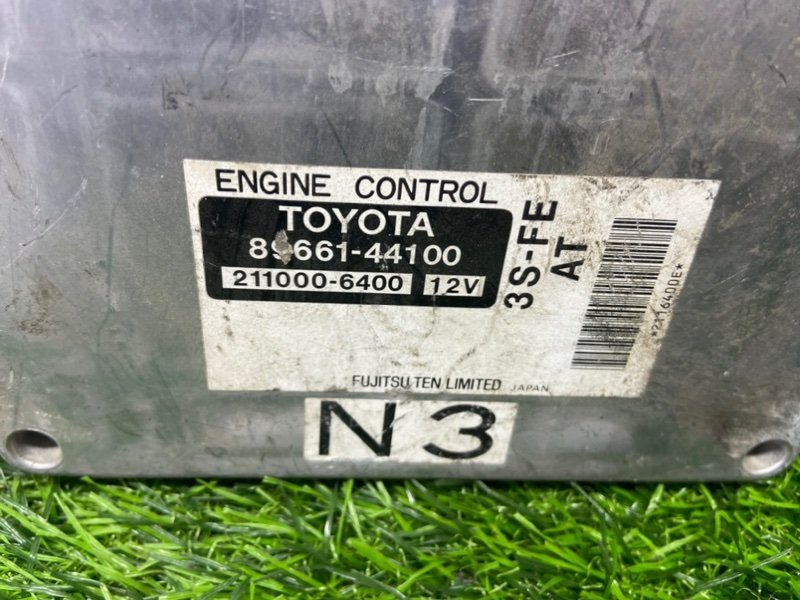 ENGINE CONTROL
TOYOTA
89661-44100
211000-6400 12V
3S-FE
AT
FUJITSU TEN LIMITED JAPAN
N3